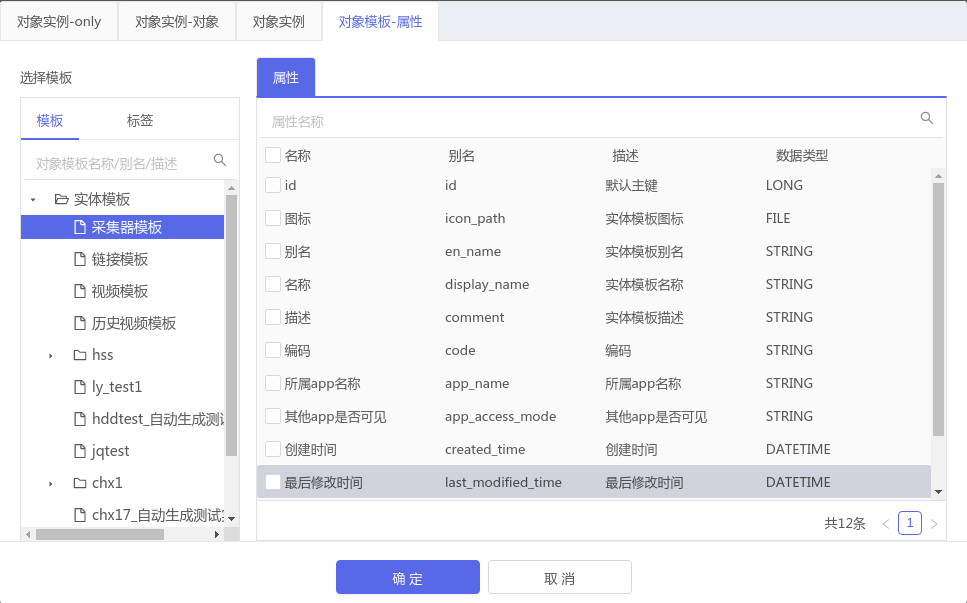 对象实例-only 对象实例-对象 对象实例 对象模板-属性
选择模板
模板 标签
对象模板名称/别名/描述
实体模板
采集器模板
链接模板
视频模板
历史视频模板
hss
ly_test1
hddtest_自动生成测
jqtest
chx1
chx17_自动生成测试
属性
属性名称
名称 别名 描述 数据类型
id id 默认主键 LONG
图标 icon_path 实体模板图标 FILE
别名 en_name 实体模板别名 STRING
名称 display_name 实体模板名称 STRING
描述 comment 实体模板描述 STRING
编码 code 编码 STRING
所属app名称 app_name 所属app名称 STRING
其他app是否可见 app_access_mode 其他app是否可见 STRING
创建时间 created_time 创建时间 DATETIME
最后修改时间 last_modified_time 最后修改时间 DATETIME
共12条 < 1 >
确 定 取 消